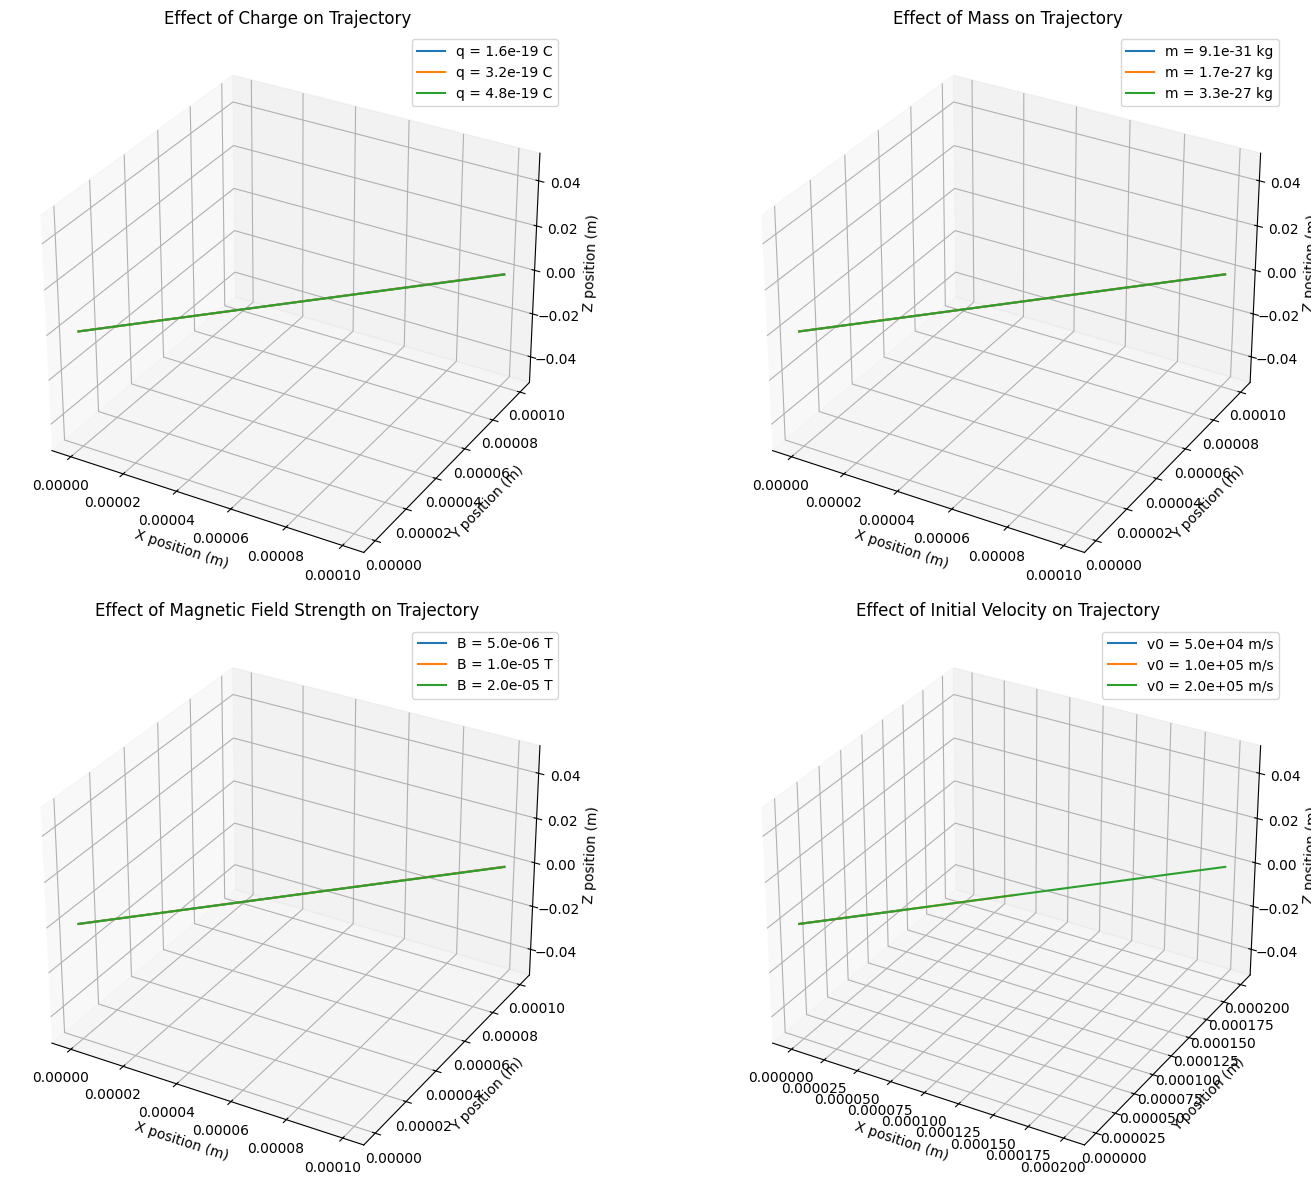 Effect of Charge on Trajectory
q = 1.6e-19 C
q = 3.2e-19 C
q = 4.8e-19 C
0.04
0.02
0.00
−0.02
−0.04
Z position (m)
0.00010
0.00008
0.00006
0.00004
0.00002
0.00000
Y position (m)
0.00000
0.00002
0.00004
0.00006
0.00008
0.00010
X position (m)
Effect of Mass on Trajectory
m = 9.1e-31 kg
m = 1.7e-27 kg
m = 3.3e-27 kg
0.04
0.02
0.00
−0.02
−0.04
Z position (m)
0.00010
0.00008
0.00006
0.00004
0.00002
0.00000
Y position (m)
0.00000
0.00002
0.00004
0.00006
0.00008
0.00010
X position (m)
Effect of Magnetic Field Strength on Trajectory
B = 5.0e-06 T
B = 1.0e-05 T
B = 2.0e-05 T
0.04
0.02
0.00
−0.02
−0.04
Z position (m)
0.00010
0.00008
0.00006
0.00004
0.00002
0.00000
Y position (m)
0.00000
0.00002
0.00004
0.00006
0.00008
0.00010
X position (m)
Effect of Initial Velocity on Trajectory
v0 = 5.0e+04 m/s
v0 = 1.0e+05 m/s
v0 = 2.0e+05 m/s
0.04
0.02
0.00
−0.02
−0.04
Z position (m)
0.000200
0.000175
0.000150
0.000125
0.000100
0.000075
0.000050
0.000025
0.000000
Y position (m)
0.000000
0.000025
0.000050
0.000075
0.000100
0.000125
0.000150
0.000175
0.000200
X position (m)